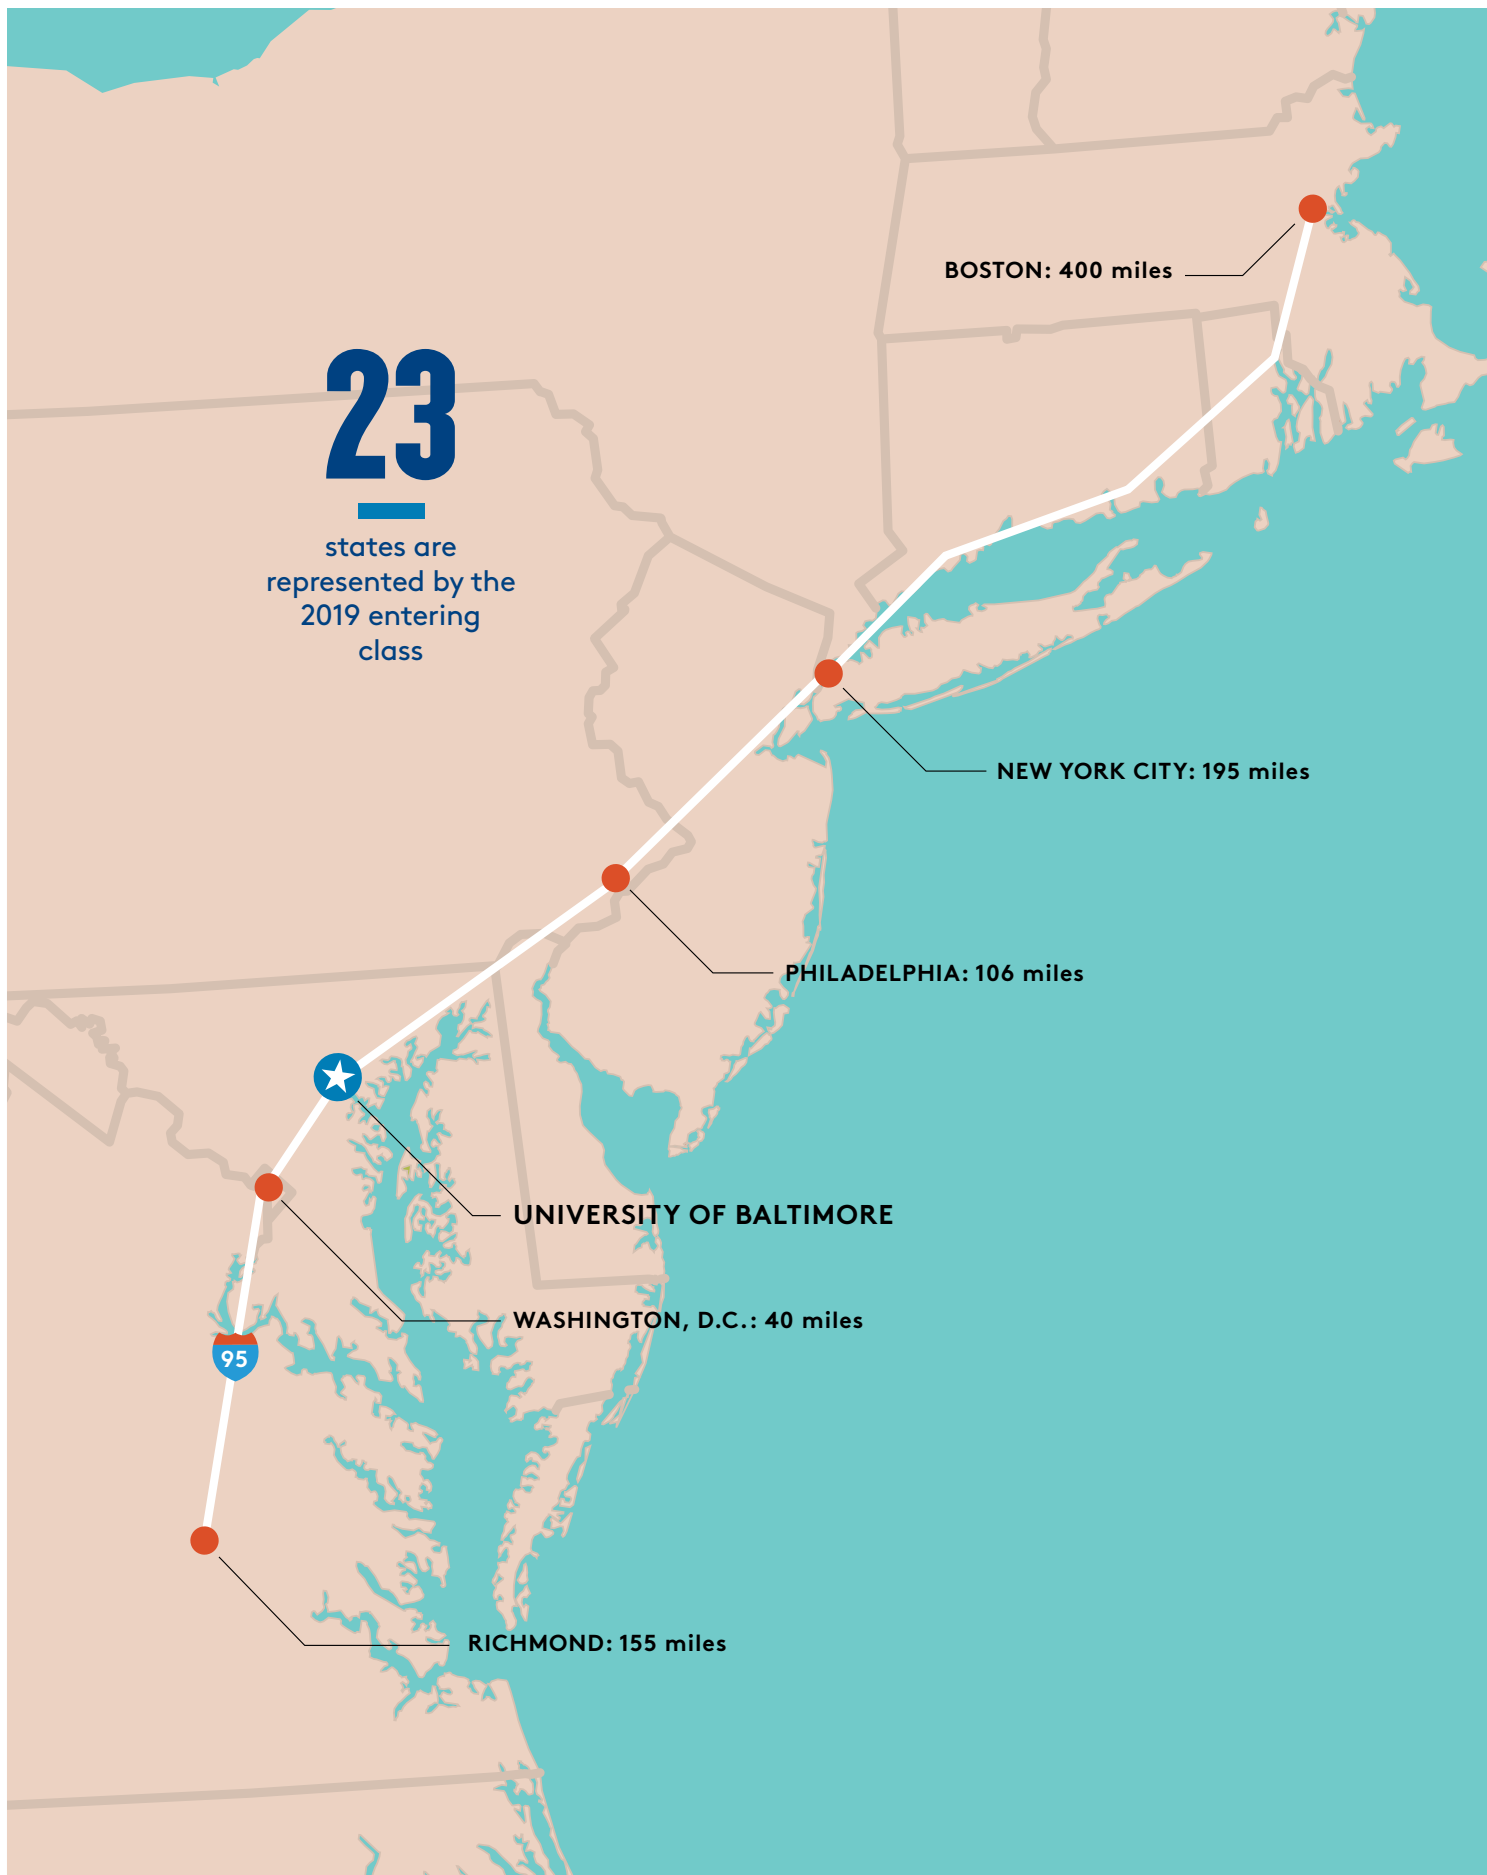 BOSTON: 400 miles
23
states are
represented by the
2019 entering
class
NEW YORK CITY: 195 miles
PHILADELPHIA: 106 miles
UNIVERSITY OF BALTIMORE
WASHINGTON, D.C.: 40 miles
95
RICHMOND: 155 miles